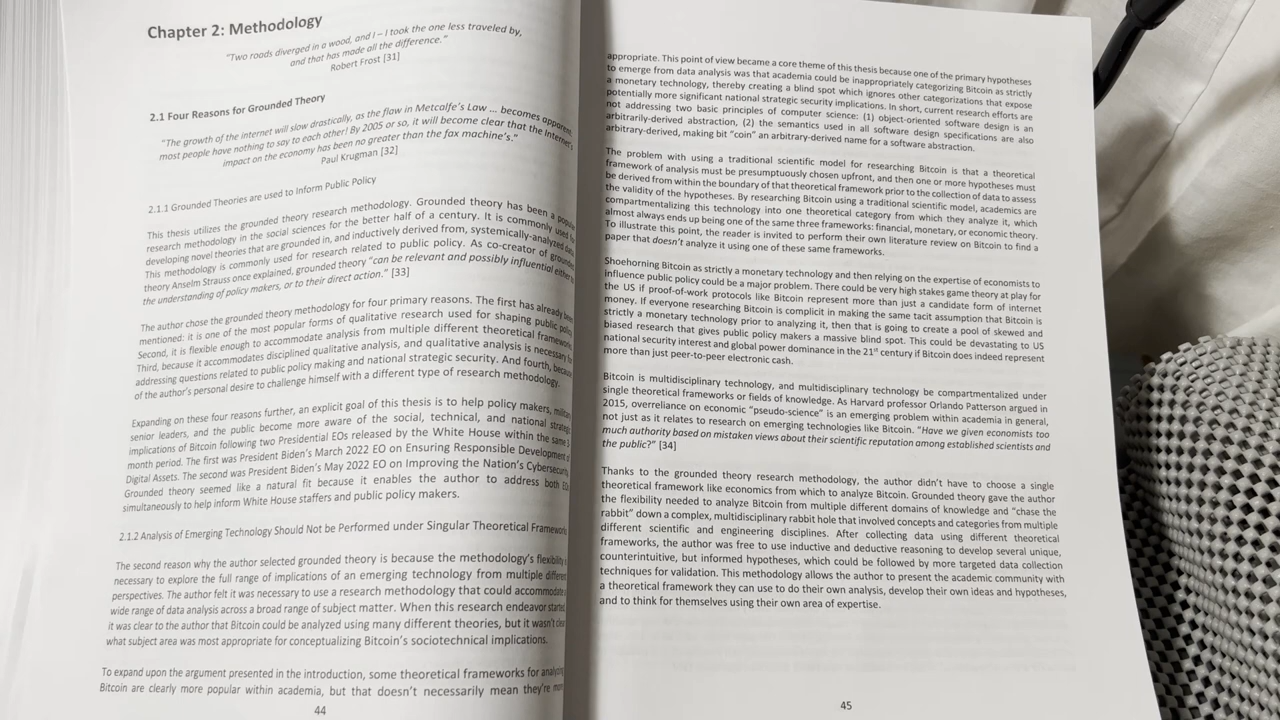 Chapter 2: Methodology
"Two roads diverged in a wood, and I – I took the one less traveled by,
and that has made all the difference."
Robert Frost [31]
2.1 Four Reasons for Grounded Theory
"The growth of the internet will slow drastically, as the flaw in Metcalfe's Law ... becomes apparent
most people have nothing to say to each other! By 2005 or so, it will become clear that the Internet's
impact on the economy has been no greater than the fax machine's."
Paul Krugman [32]
2.1.1 Grounded Theories are used to Inform Public Policy
This thesis utilizes the grounded theory research methodology. Grounded theory has been a
research methodology in the social sciences for the better half of a century. It is commonly used
developing novel theories that are grounded in, and inductively derived from, systemically-analyzed
This methodology is commonly used for research related to public policy. As co-creator of
theory Anselm Strauss once explained, grounded theory "can be relevant and possibly influential either
the understanding of policy makers, or to their direct action." [33]
The author chose the grounded theory methodology for four primary reasons. The first has already
mentioned: it is one of the most popular forms of qualitative research used for shaping public
Second, it is flexible enough to accommodate analysis from multiple different theoretical
Third, because it accommodates disciplined qualitative analysis, and qualitative analysis is necessary
addressing questions related to public policy making and national strategic security. And fourth,
of the author's personal desire to challenge himself with a different type of research methodology.
Expanding on these four reasons further, an explicit goal of this thesis is to help policy makers,
senior leaders, and the public become more aware of the social, technical, and national
implications of Bitcoin following two Presidential EOs released by the White House within the same
month period. The first was President Biden's March 2022 EO on Ensuring Responsible Development
Digital Assets. The second was President Biden's May 2022 EO on Improving the Nation's
Grounded theory seemed like a natural fit because it enables the author to address both
simultaneously to help inform White House staffers and public policy makers.
2.1.2 Analysis of Emerging Technology Should Not be Performed under Singular Theoretical
The second reason why the author selected grounded theory is because the methodology's
necessary to explore the full range of implications of an emerging technology from multiple different
perspectives. The author felt it was necessary to use a research methodology that could accommodate
wide range of data analysis across a broad range of subject matter. When this research endeavor
it was clear to the author that Bitcoin could be analyzed using many different theories, but it wasn't
what subject area was most appropriate for conceptualizing Bitcoin's sociotechnical implications.
To expand upon the argument presented in the introduction, some theoretical frameworks for
Bitcoin are clearly more popular within academia, but that doesn't necessarily mean they're
44
appropriate. This point of view became a core theme of this thesis because one of the primary hypotheses
to emerge from data analysis was that academia could be inappropriately categorizing Bitcoin as strictly
a monetary technology, thereby creating a blind spot which ignores other categorizations that expose
potentially more significant national strategic security implications. In short, current research efforts are
not addressing two basic principles of computer science: (1) object-oriented software design is an
arbitrarily-derived abstraction, (2) the semantics used in all software design specifications are also
arbitrary-derived, making bit "coin" an arbitrary-derived name for a software abstraction.
The problem with using a traditional scientific model for researching Bitcoin is that a theoretical
framework of analysis must be presumptuously chosen upfront, and then one or more hypotheses must
be derived from within the boundary of that theoretical framework prior to the collection of data to assess
the validity of the hypotheses. By researching Bitcoin using a traditional scientific model, academics are
compartmentalizing this technology into one theoretical category from which they analyze it, which
almost always ends up being one of the same three frameworks: financial, monetary, or economic theory.
To illustrate this point, the reader is invited to perform their own literature review on Bitcoin to find a
paper that doesn't analyze it using one of these same frameworks.
Shoehorning Bitcoin as strictly a monetary technology and then relying on the expertise of economists to
influence public policy could be a major problem. There could be very high stakes game theory at play for
the US if proof-of-work protocols like Bitcoin represent more than just a candidate form of internet
money. If everyone researching Bitcoin is complicit in making the same tacit assumption that Bitcoin is
strictly a monetary technology prior to analyzing it, then that is going to create a pool of skewed and
biased research that gives public policy makers a massive blind spot. This could be devastating to US
national security interest and global power dominance in the 21st century if Bitcoin does indeed represent
more than just peer-to-peer electronic cash.
Bitcoin is multidisciplinary technology, and multidisciplinary technology be compartmentalized under
single theoretical frameworks or fields of knowledge. As Harvard professor Orlando Patterson argued in
2015, overreliance on economic "pseudo-science" is an emerging problem within academia in general,
not just as it relates to research on emerging technologies like Bitcoin. "Have we given economists too
much authority based on mistaken views about their scientific reputation among established scientists and
the public?" [34]
Thanks to the grounded theory research methodology, the author didn't have to choose a single
theoretical framework like economics from which to analyze Bitcoin. Grounded theory gave the author
the flexibility needed to analyze Bitcoin from multiple different domains of knowledge and "chase the
rabbit" down a complex, multidisciplinary rabbit hole that involved concepts and categories from multiple
different scientific and engineering disciplines. After collecting data using different theoretical
frameworks, the author was free to use inductive and deductive reasoning to develop several unique,
counterintuitive, but informed hypotheses, which could be followed by more targeted data collection
techniques for validation. This methodology allows the author to present the academic community with
a theoretical framework they can use to do their own analysis, develop their own ideas and hypotheses,
and to think for themselves using their own area of expertise.
45